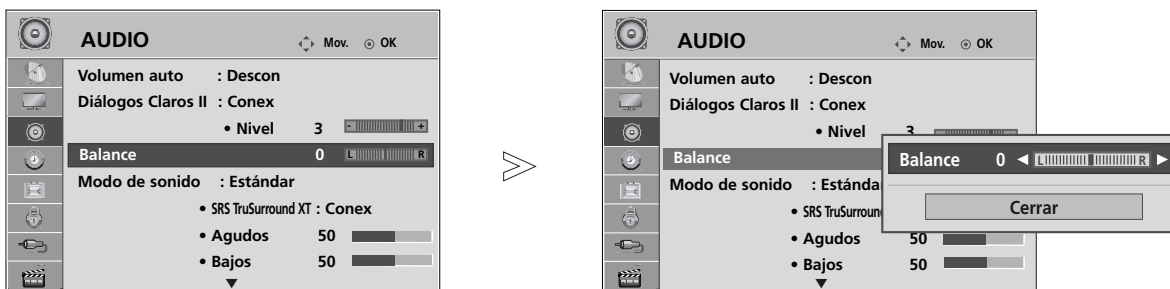 AUDIO Mov. OK
Volumen auto : Descon
Diálogos Claros II : Conex
• Nivel 3 - +
Balance 0 L R
Modo de sonido : Estándar
• SRS TruSurround XT : Conex
• Agudos 50
• Bajos 50
AUDIO Mov. OK
Volumen auto : Descon
Diálogos Claros II : Conex
• Nivel 3
Balance
Modo de sonido : Estánda
• SRS TruSurroun
• Agudos 50
• Bajos 50
Balance 0 L R
Cerrar